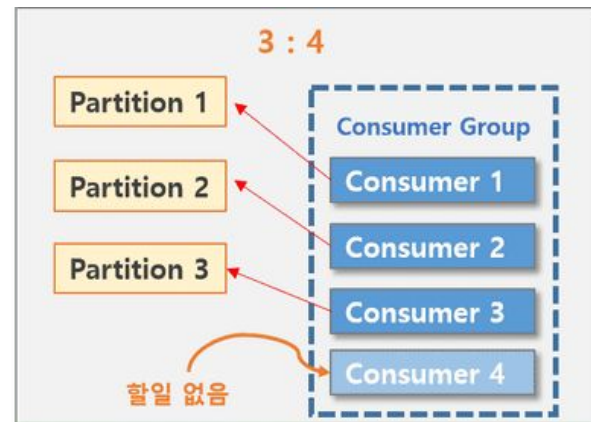 3 : 4
Partition 1
Partition 2
Partition 3
Consumer Group
Consumer 1
Consumer 2
Consumer 3
Consumer 4
할일 없음